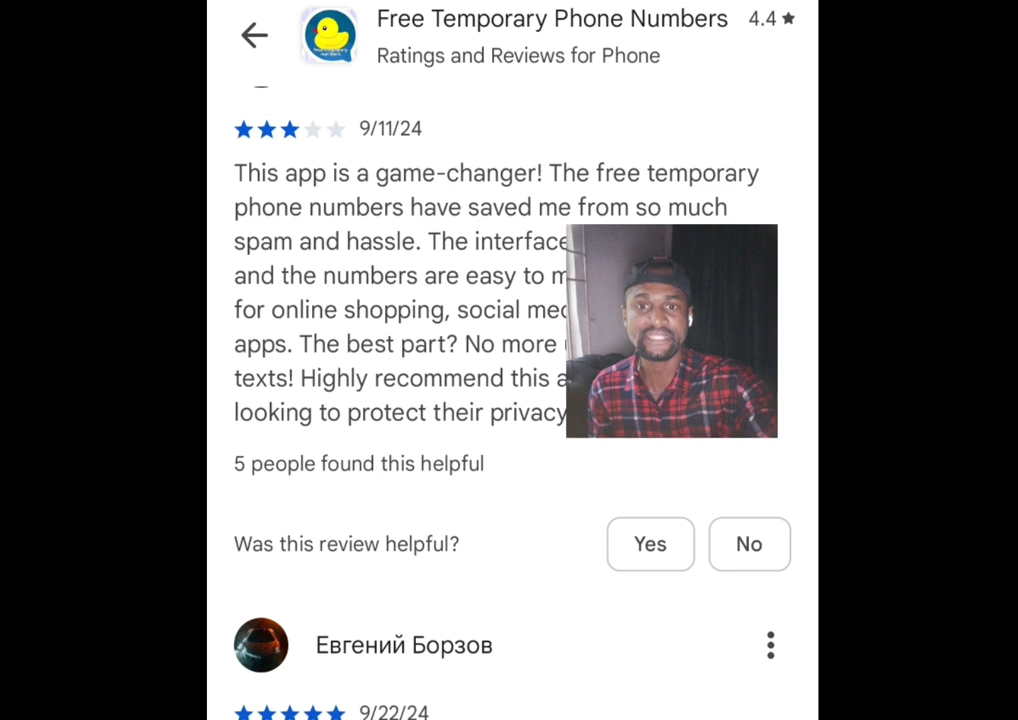 Free Temporary Phone Numbers 4.4 ★
Ratings and Reviews for Phone
9/11/24
This app is a game-changer! The free temporary
phone numbers have saved me from so much
spam and hassle. The interface
and the numbers are easy to
for online shopping, social
apps. The best part? No more
texts! Highly recommend this
looking to protect their privacy
5 people found this helpful
Was this review helpful?
Yes
No
Евгений Борзов
9/22/24